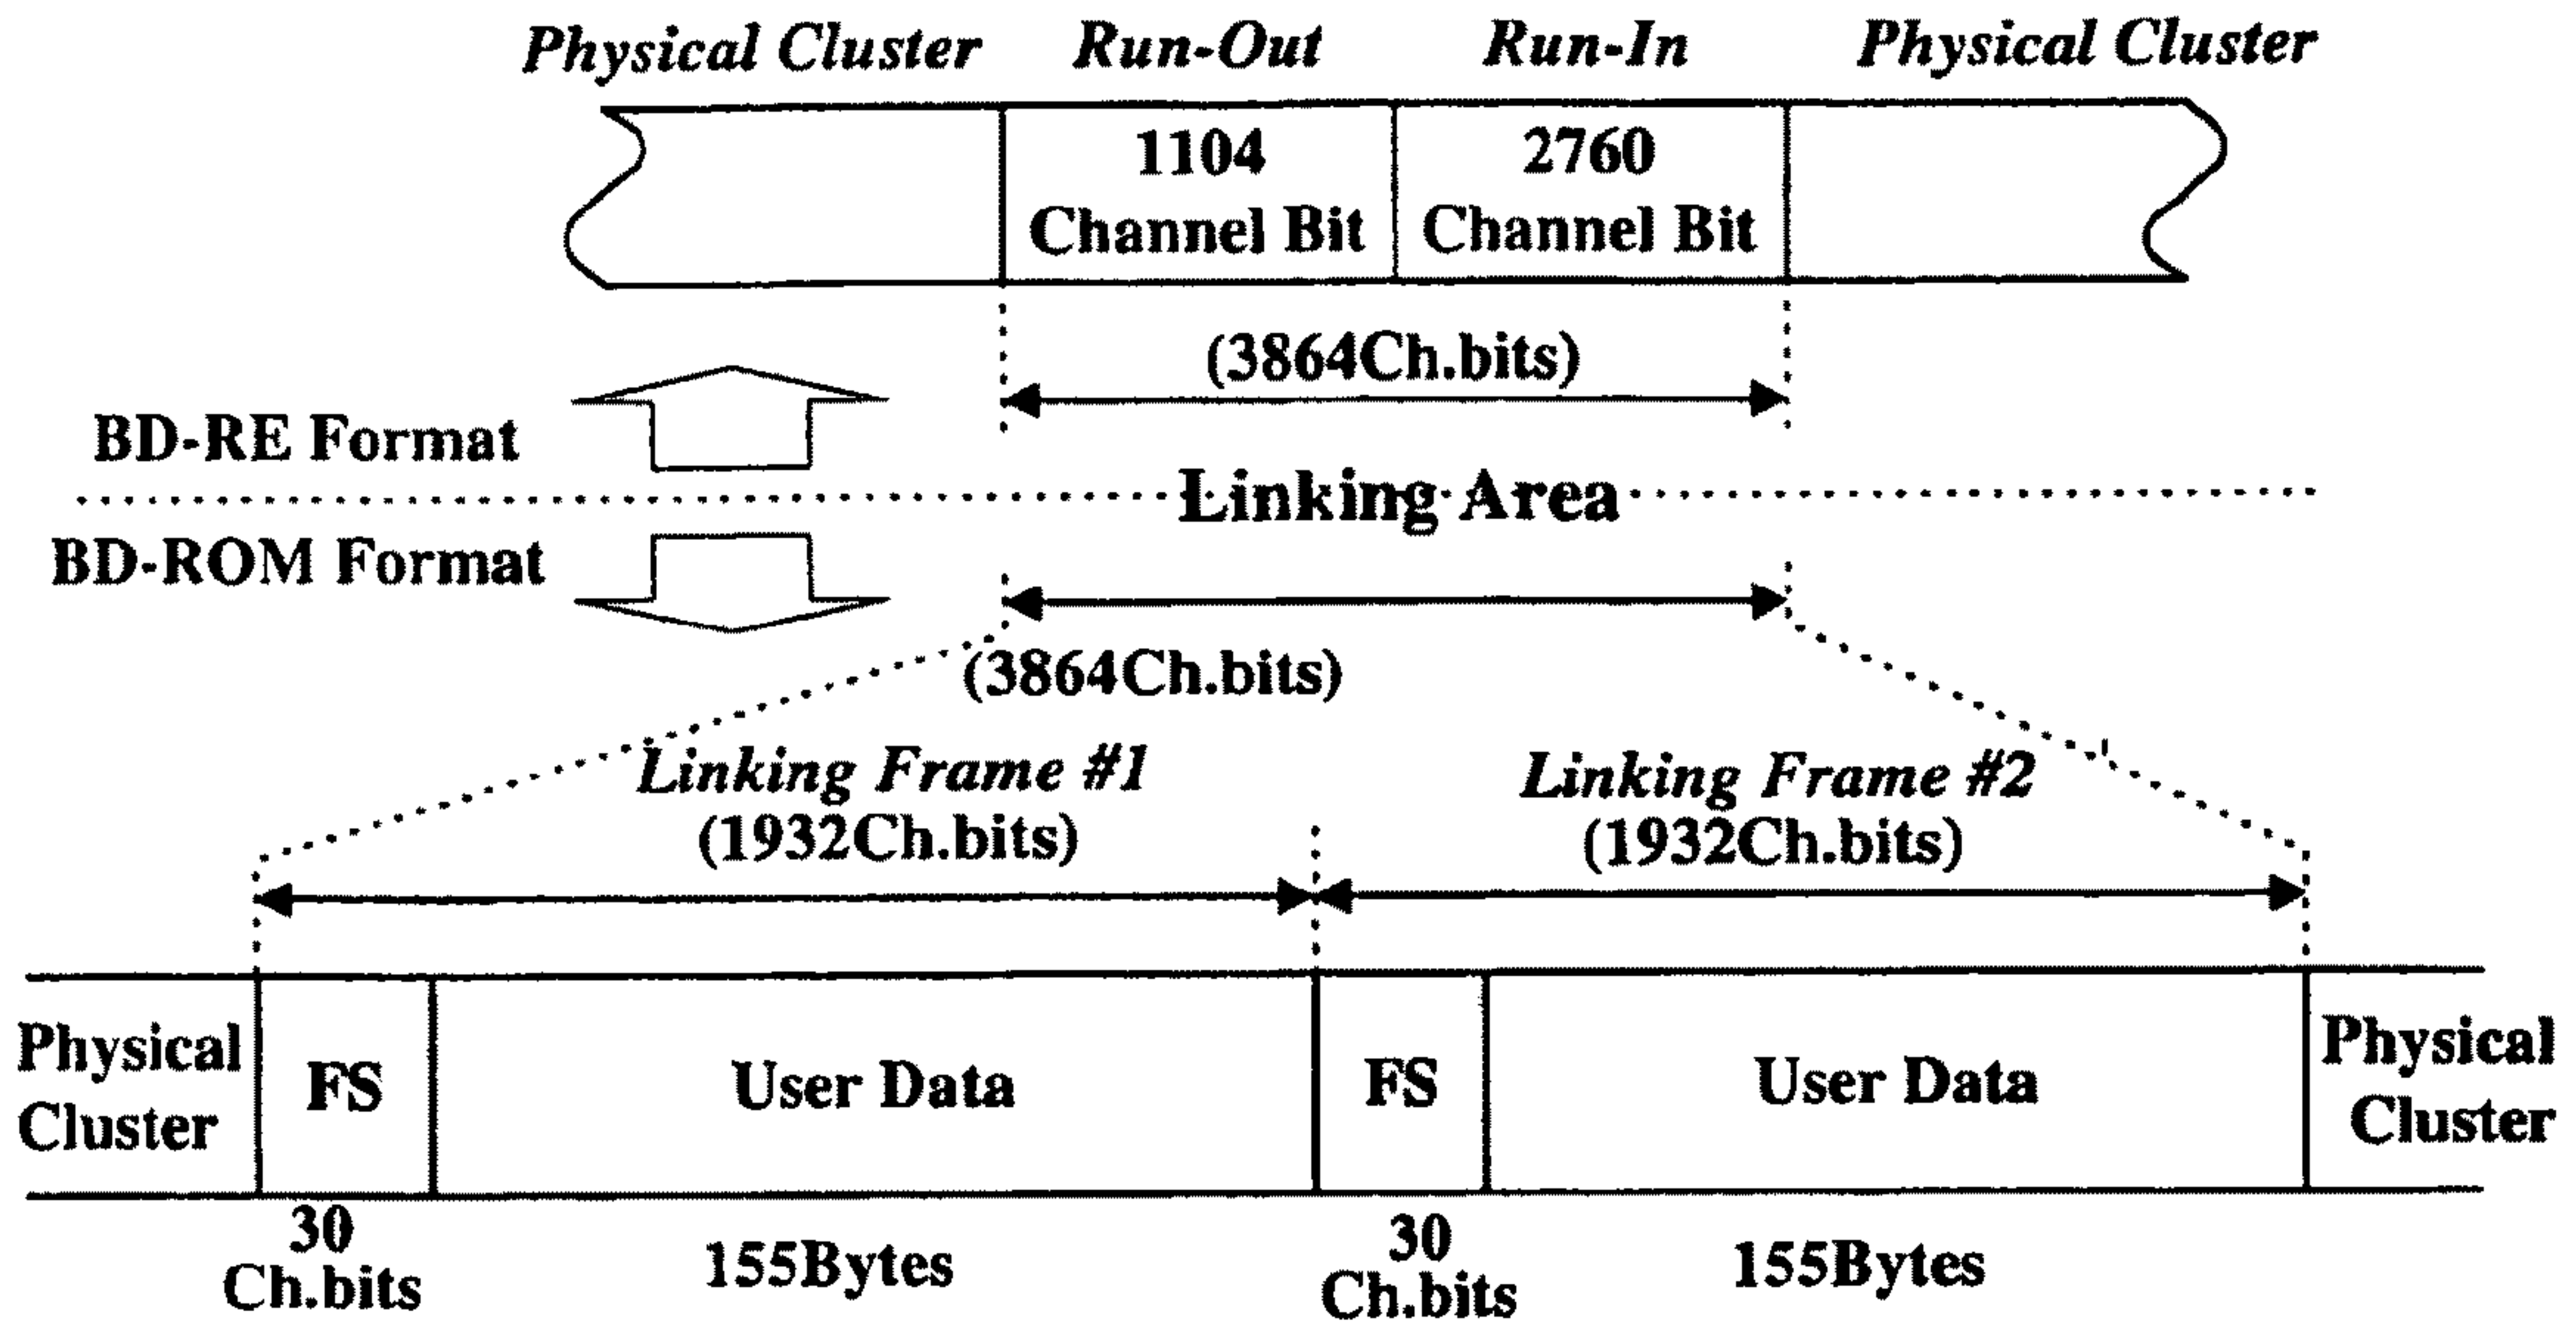 Physical Cluster Run-Out Run-In Physical Cluster
1104 Channel Bit
2760 Channel Bit
(3864Ch.bits)
BD-RE Format
Linking Area
BD-ROM Format
(3864Ch.bits)
Linking Frame #1
(1932Ch.bits)
Linking Frame #2
(1932Ch.bits)
Physical
Cluster
FS
User Data
FS
User Data
Physical
Cluster
30
Ch.bits
155Bytes
30
Ch.bits
155Bytes